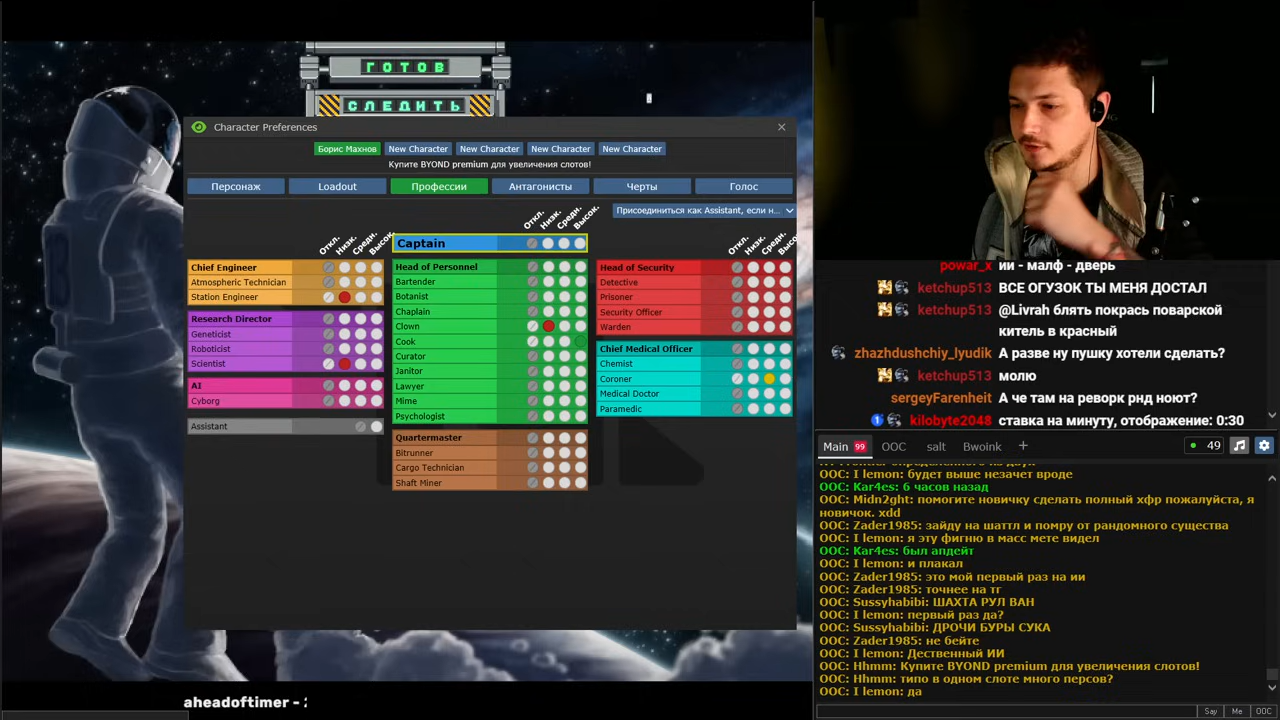 ГОТОВ
СЛЕДИТЬ
Character Preferences
Борис Махнов
New Character
New Character
New Character
New Character
Купите BYOND premium для увеличения слотов!
Персонаж
Loadout
Профессии
Антагонисты
Черты
Голос
Присоединиться как Assistant, если н...
Откл.
Низк.
Средн.
Высок.
Chief Engineer
Atmospheric Technician
Station Engineer
Research Director
Geneticist
Roboticist
Scientist
AI
Cyborg
Assistant
Откл.
Низк.
Средн.
Высок.
Captain
Head of Personnel
Bartender
Botanist
Chaplain
Clown
Cook
Curator
Janitor
Lawyer
Mime
Psychologist
Quartermaster
Bitrunner
Cargo Technician
Shaft Miner
Откл.
Низк.
Средн.
Head of Security
Detective
Prisoner
Security Officer
Warden
Chief Medical Officer
Chemist
Coroner
Medical Doctor
Paramedic
aheadoftimer -
powar_x ии - малф - дверь
ketchup513 ВСЕ ОГУЗОК ТЫ МЕНЯ ДОСТАЛ
ketchup513 @Livrah блять покрась поварской
китель в красный
zhazhdushchiy_lyudik А разве ну пушку хотели сделать?
ketchup513 молю
sergeyFarenheit А че там на реворк рнд ноют?
1 kilobyte2048 ставка на минуту, отображение: 0:30
Main 99 OOC salt Bwoink + 49
OOC: I lemon: будет выше незачет вроде
OOC: Kar4es: 6 часов назад
OOC: Midn2ght: помогите новичку сделать полный хфр пожалуйста, я
новичок. xdd
OOC: Zader1985: зайду на шаттл и помру от рандомного существа
OOC: I lemon: я эту фигню в масс мете видел
OOC: Kar4es: был апдейт
OOC: I lemon: и плакал
OOC: Zader1985: это мой первый раз на ии
OOC: Zader1985: точнее на тг
OOC: Sussyhabibi: ШАХТА РУЛ ВАН
OOC: I lemon: первый раз да?
OOC: Sussyhabibi: ДРОЧИ БУРЫ СУКА
OOC: Zader1985: не бейте
OOC: I lemon: Дественный ИИ
OOC: Hhmm: Купите BYOND premium для увеличения слотов!
OOC: Hhmm: типо в одном слоте много персов?
OOC: I lemon: да
Say Me OOC